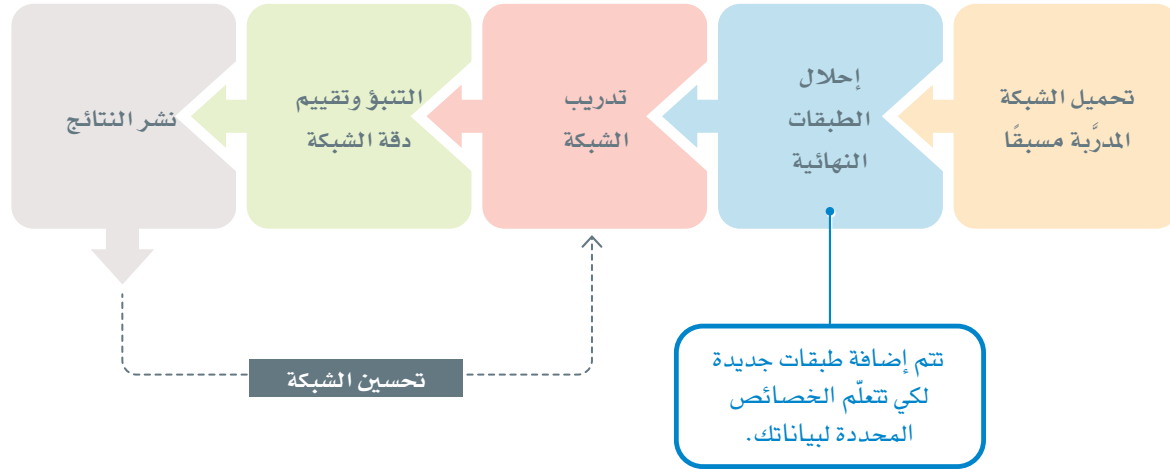 تحميل الشبكة
المدرَّبة مسبقًا
إحلال
الطبقات
النهائية
تدريب
الشبكة
التنبؤ وتقييم
دقة الشبكة
نشر النتائج
تحسين الشبكة
تتم إضافة طبقات جديدة
لكي تتعلّم الخصائص
المحددة لبياناتك.